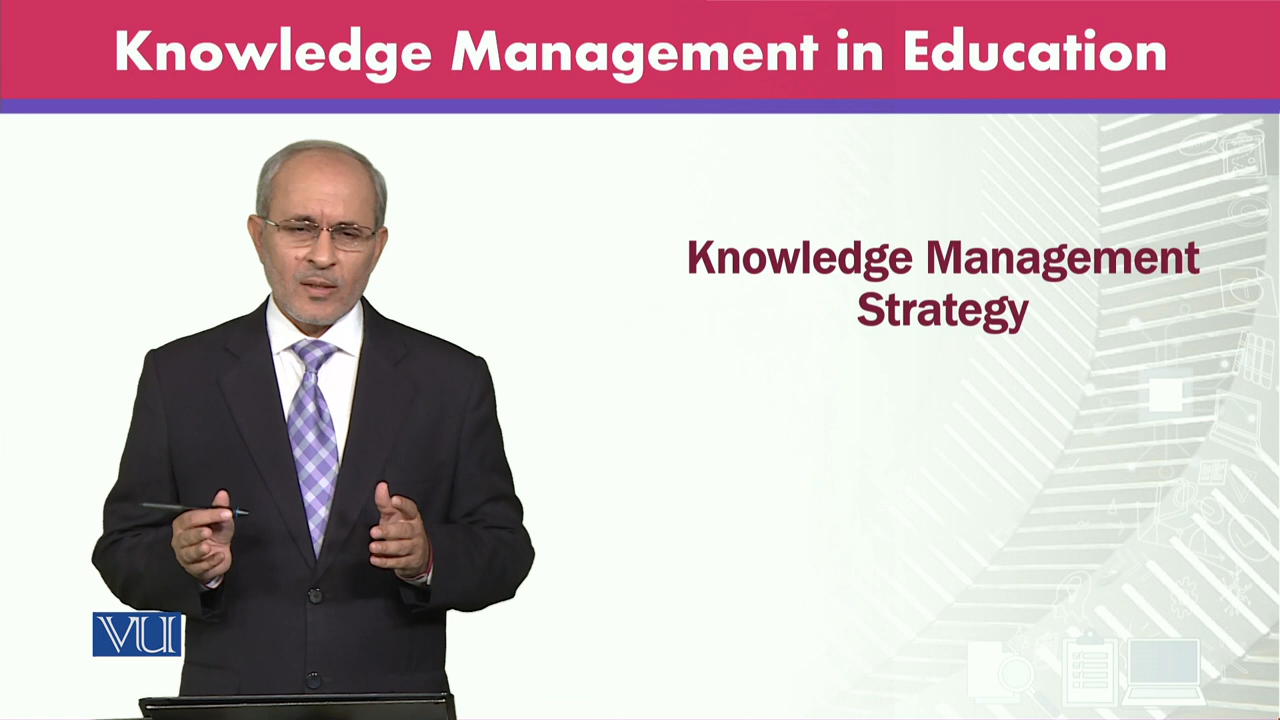 Knowledge Management in Education
Knowledge Management
Strategy
VU